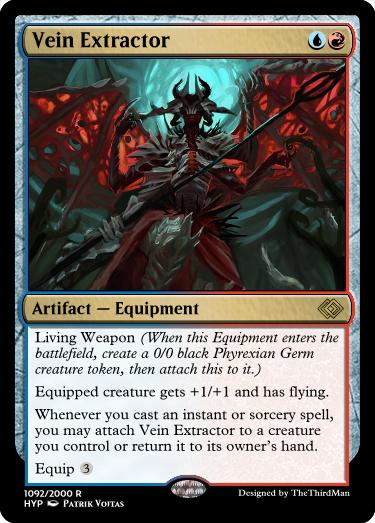 Vein Extractor
Artifact — Equipment
Living Weapon (When this Equipment enters the
battlefield, create a 0/0 black Phyrexian Germ
creature token, then attach this to it.)
Equipped creature gets +1/+1 and has flying.
Whenever you cast an instant or sorcery spell,
you may attach Vein Extractor to a creature
you control or return it to its owner's hand.
Equip 3
1092/2000 R
HYP Patrik Vottas
Designed by TheThirdMan